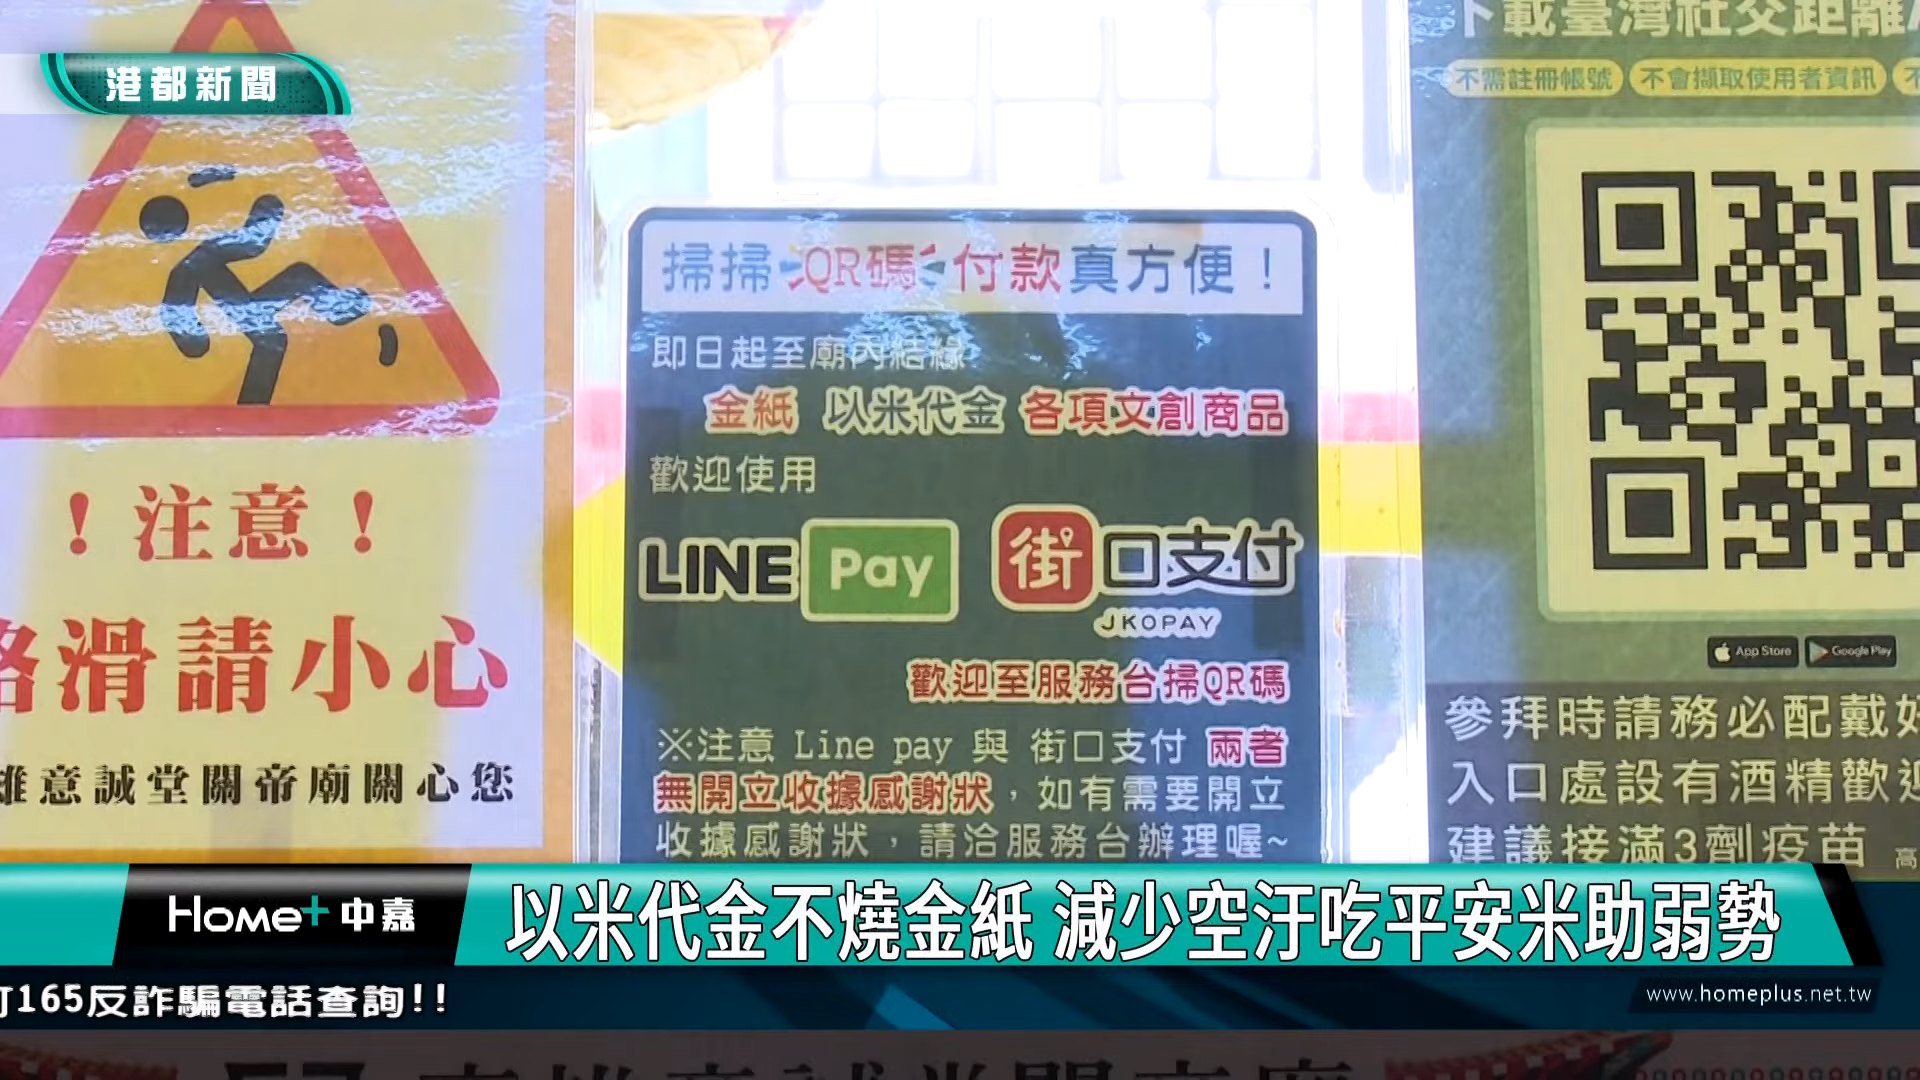 港都新聞
！注意！
滑請小心
意誠堂關帝廟關心您
掃掃QR碼付款真方便！
即日起至廟內結緣
金紙 以米代金 各項文創商品
歡迎使用
LINE Pay 街口支付
JKOPAY
歡迎至服務台掃QR碼
※注意 Line pay 與 街口支付 兩者
無開立收據感謝狀，如有需要開立
收據感謝狀，請洽服務台辦理喔~
下載臺灣社交距離
不需註冊帳號 不會擷取使用者資訊 不
App Store Google Play
參拜時請務必配戴好
入口處設有酒精歡迎
建議接滿3劑疫苗 高
Home+ 中嘉
以米代金不燒金紙 減少空汙吃平安米助弱勢
打165反詐騙電話查詢!!
www.homeplus.net.tw